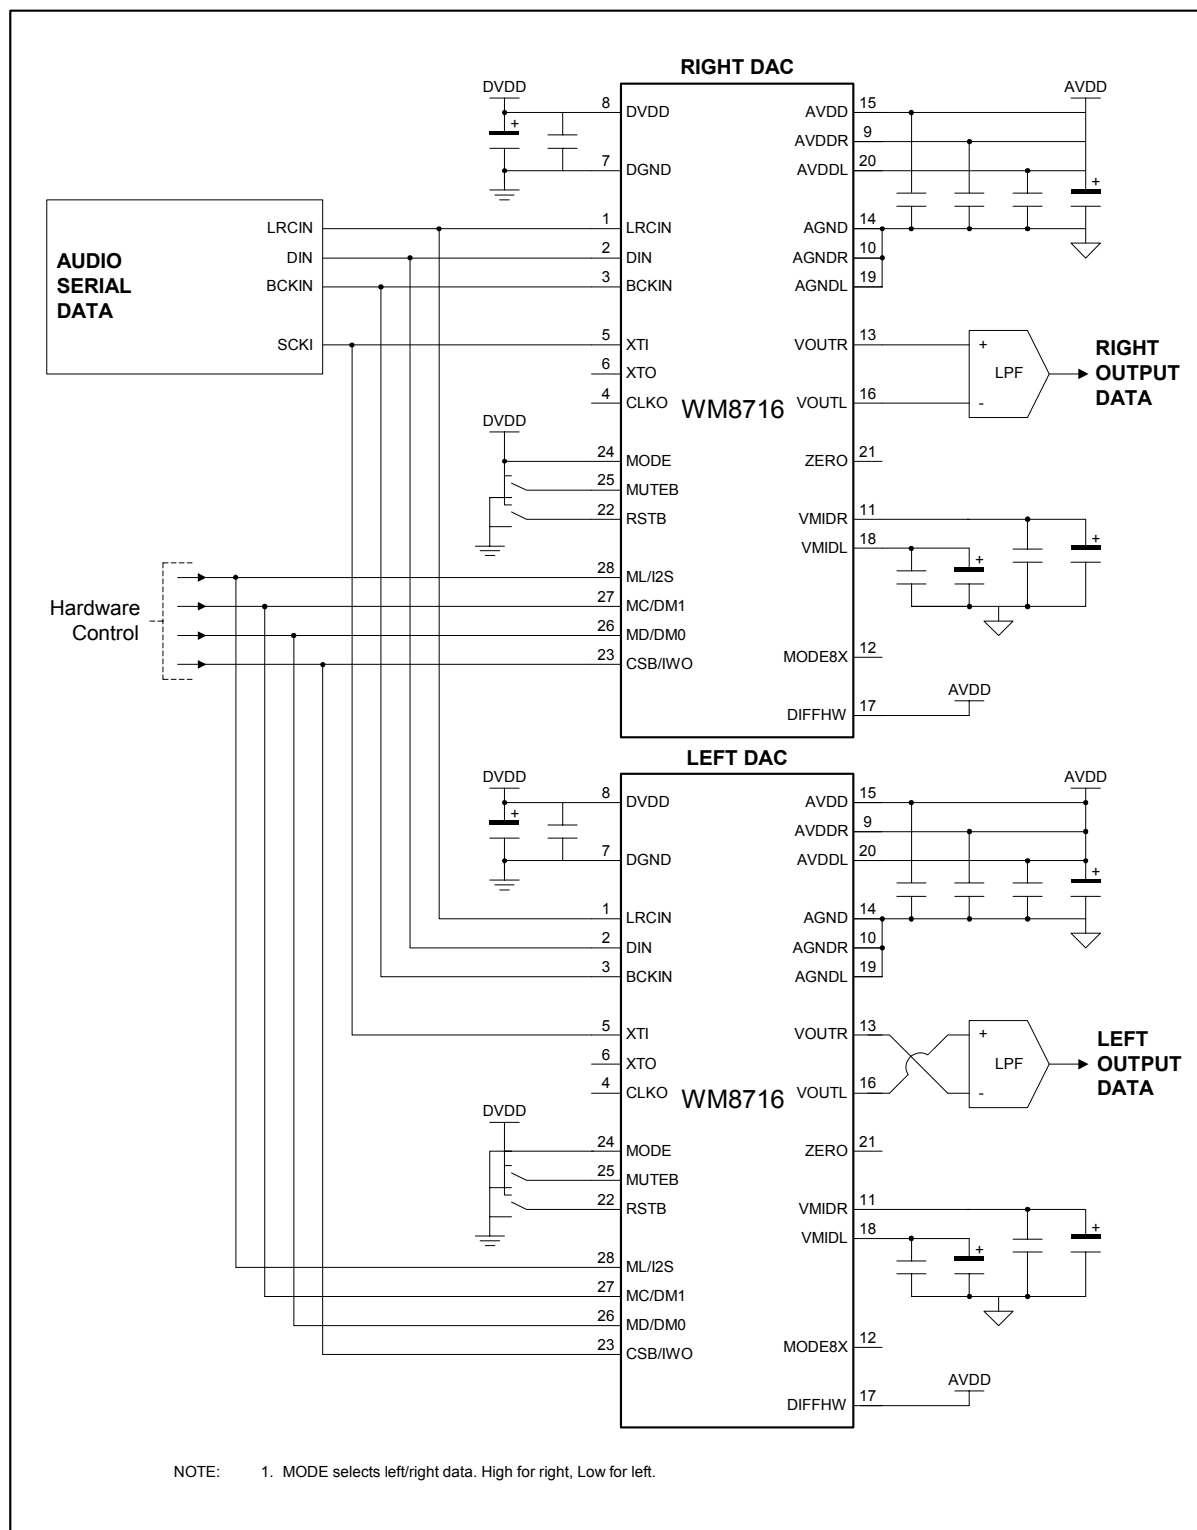 RIGHT DAC
DVDD
8 DVDD
+
7 DGND
AVDD 15
AVDD
AVDDR 9
AVDDL 20
+
AGND 14
AGNDR 10
AGNDL 19
AUDIO
SERIAL
DATA
LRCIN
DIN
BCKIN
SCKI
1 LRCIN
2 DIN
3 BCKIN
5 XTI
6 XTO
4 CLKO
WM8716
VOUTR 13
VOUTL 16
+
LPF
-
RIGHT
OUTPUT
DATA
DVDD
24 MODE
25 MUTEB
22 RSTB
ZERO 21
VMIDR 11
VMIDL 18
+
+
Hardware
Control
28 ML/I2S
27 MC/DM1
26 MD/DM0
23 CSB/IWO
MODE8X 12
AVDD
DIFFHW 17
LEFT DAC
DVDD
8 DVDD
+
7 DGND
AVDD 15
AVDD
AVDDR 9
AVDDL 20
+
AGND 14
AGNDR 10
AGNDL 19
1 LRCIN
2 DIN
3 BCKIN
5 XTI
6 XTO
4 CLKO
WM8716
VOUTR 13
VOUTL 16
+
LPF
-
LEFT
OUTPUT
DATA
DVDD
24 MODE
25 MUTEB
22 RSTB
ZERO 21
VMIDR 11
VMIDL 18
+
+
28 ML/I2S
27 MC/DM1
26 MD/DM0
23 CSB/IWO
MODE8X 12
AVDD
DIFFHW 17
NOTE: 1. MODE selects left/right data. High for right, Low for left.